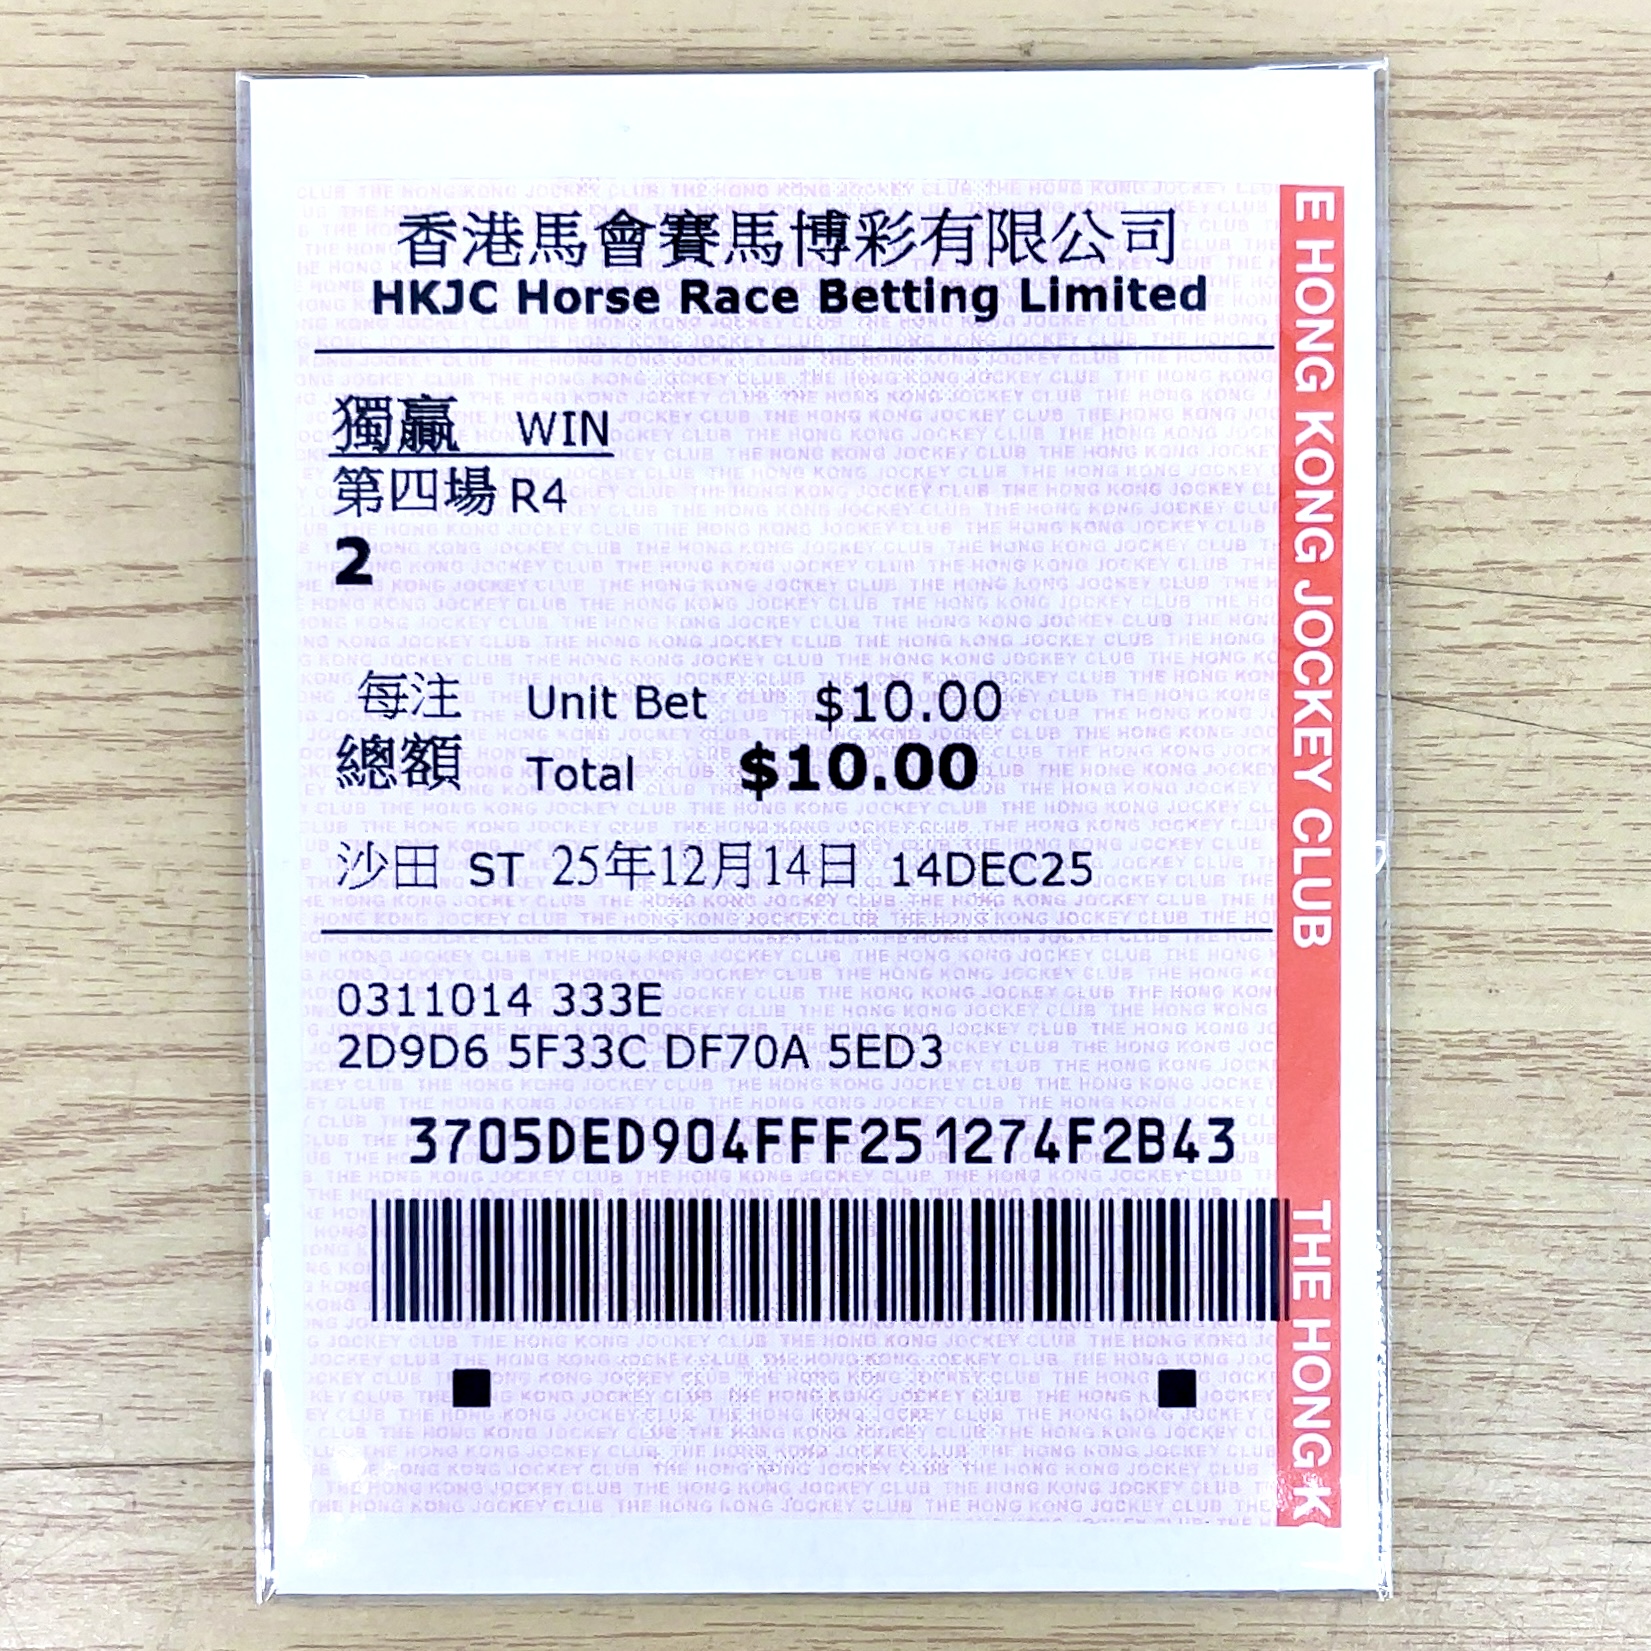 香港馬會賽馬博彩有限公司
HKJC Horse Race Betting Limited
獨贏 WIN
第四場 R4
2
每注 Unit Bet $10.00
總額 Total $10.00
沙田 ST 25年12月14日 14DEC25
0311014 333E
2D9D6 5F33C DF70A 5ED3
3705DED904FFF251274F2B43
E HONG KONG JOCKEY CLUB THE HONG K